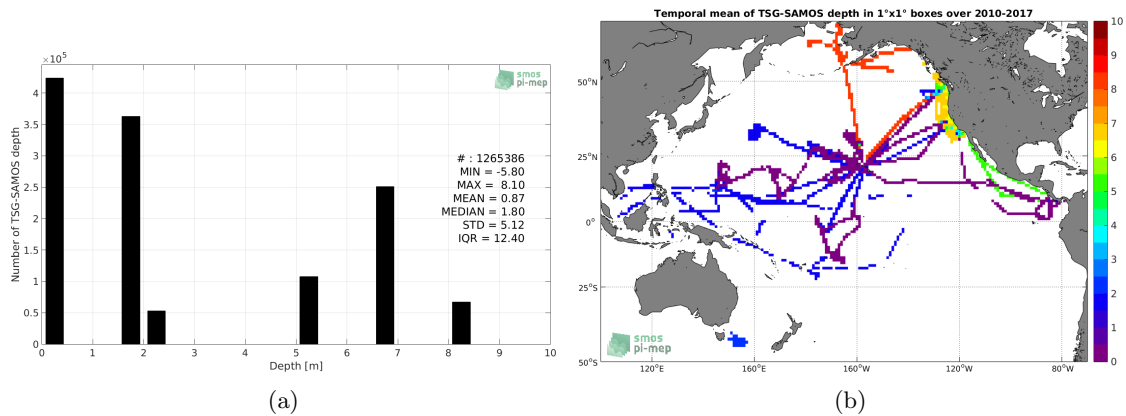 ×10⁵
4
3.5
3
2.5
2
1.5
1
0.5
0
Number of TSG-SAMOS depth
smos
pi-mep
# : 1265386
MIN = -5.80
MAX = 8.10
MEAN = 0.87
MEDIAN = 1.80
STD = 5.12
IQR = 12.40
0 1 2 3 4 5 6 7 8 9 10
Depth [m]
(a)
Temporal mean of TSG-SAMOS depth in 1°x1° boxes over 2010-2017
50°N
25°N
0°
25°S
50°S
120°E 160°E 160°W 120°W 80°W
smos
pi-mep
10
9
8
7
6
5
4
3
2
1
0
(b)